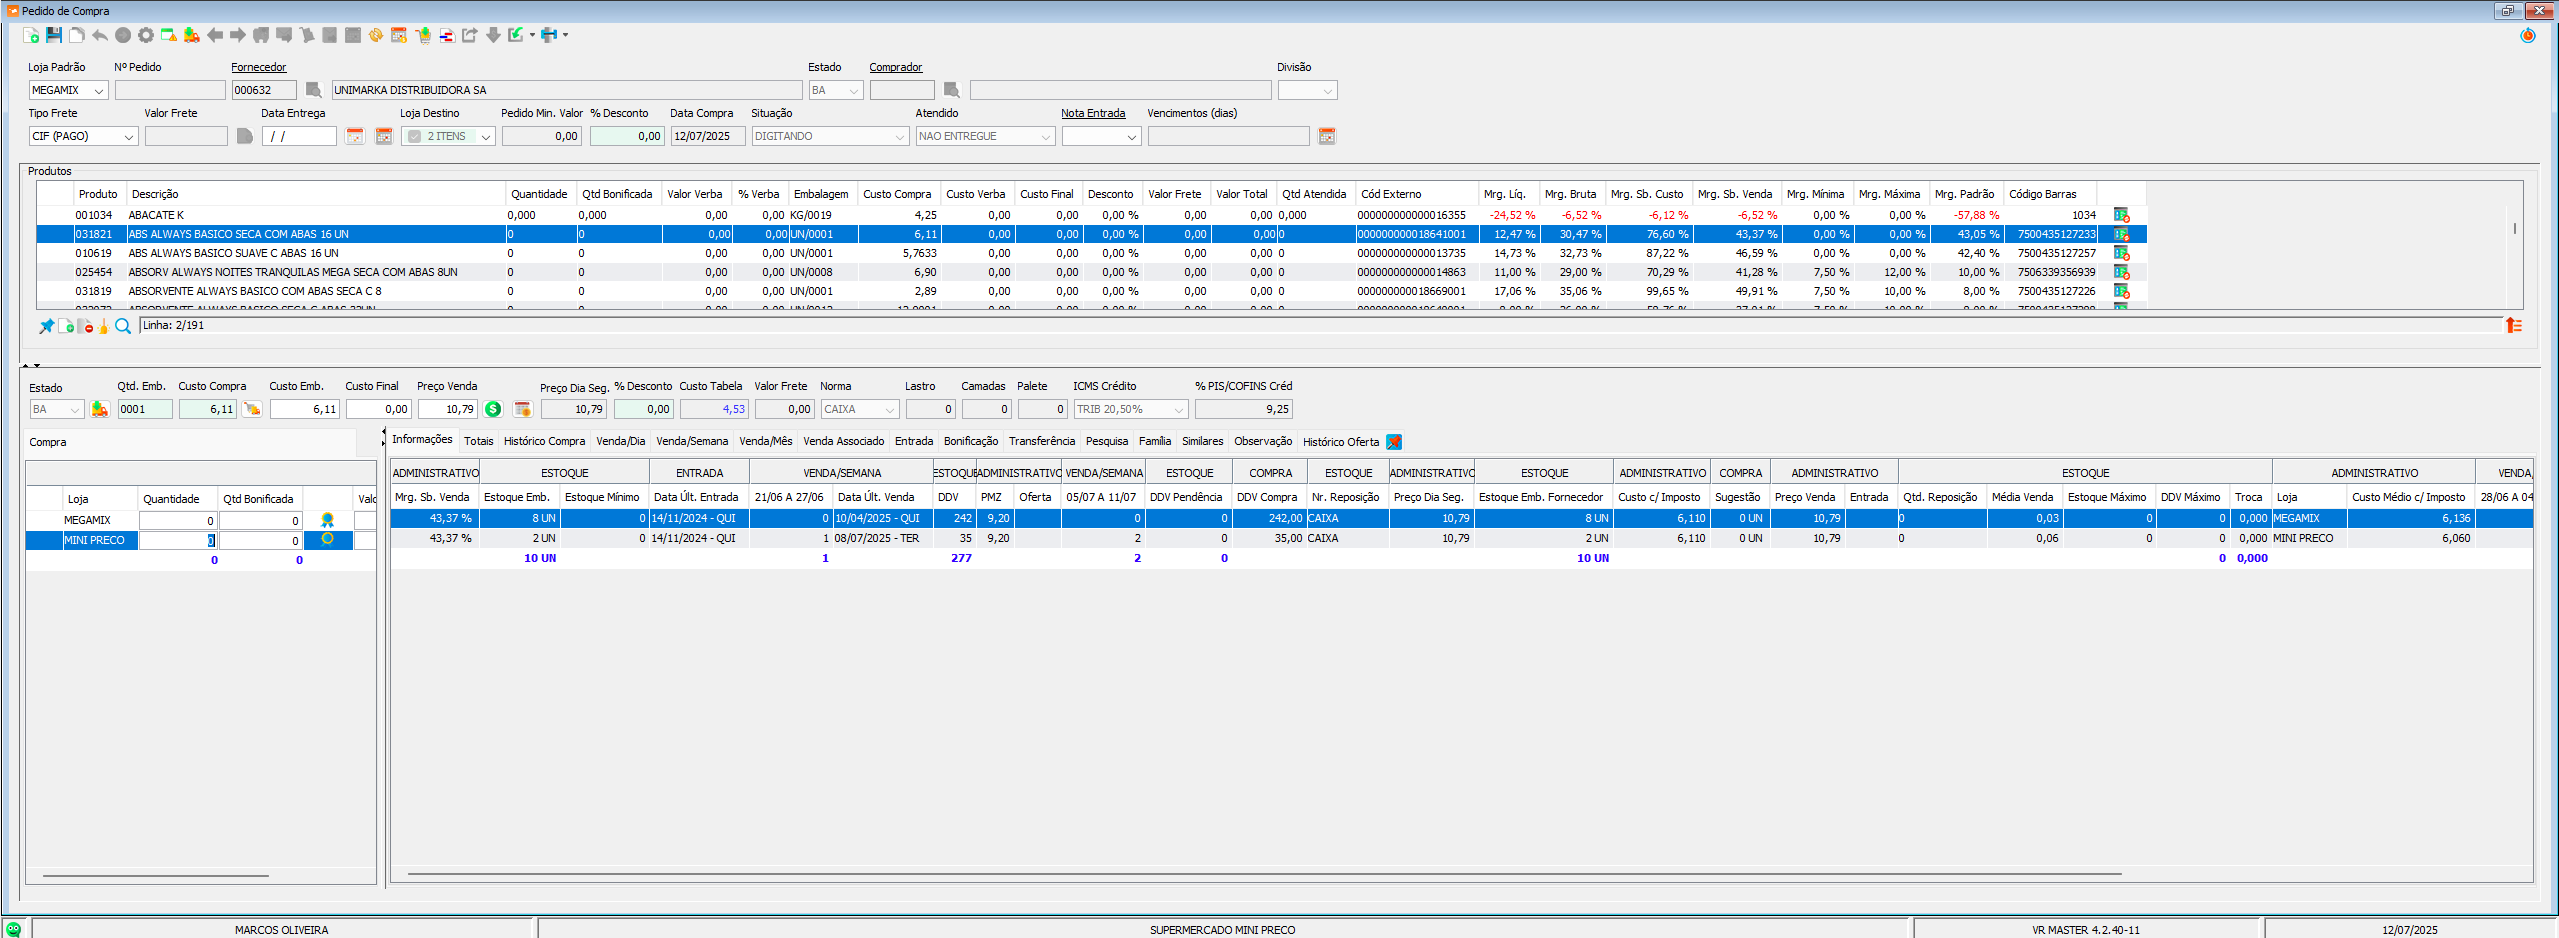 Pedido de Compra
Loja Padrão Nº Pedido Fornecedor Estado Comprador Divisão
MEGAMIX 000632 UNIMARKA DISTRIBUIDORA SA BA
Tipo Frete Valor Frete Data Entrega Loja Destino Pedido Min. Valor % Desconto Data Compra Situação Atendido Nota Entrada Vencimentos (dias)
CIF (PAGO) / / 2 ITENS 0,00 0,00 12/07/2025 DIGITANDO NAO ENTREGUE
Produtos
Produto Descrição Quantidade Qtd Bonificada Valor Verba % Verba Embalagem Custo Compra Custo Verba Custo Final Desconto Valor Frete Valor Total Qtd Atendida Cód Externo Mrg. Líq. Mrg. Bruta Mrg. Sb. Custo Mrg. Sb. Venda Mrg. Mínima Mrg. Máxima Mrg. Padrão Código Barras
001034 ABACATE K 0,000 0,000 0,00 0,00 KG/0019 4,25 0,00 0,00 0,00 % 0,00 0,00 0,000 000000000000016355 -24,52 % -6,52 % -6,12 % -6,52 % 0,00 % 0,00 % -57,88 % 1034
031821 ABS ALWAYS BASICO SECA COM ABAS 16 UN 0 0 0,00 0,00 UN/0001 6,11 0,00 0,00 0,00 % 0,00 0,00 0 000000000018641001 12,47 % 30,47 % 76,60 % 43,37 % 0,00 % 0,00 % 43,05 % 7500435127233
010619 ABS ALWAYS BASICO SUAVE C ABAS 16 UN 0 0 0,00 0,00 UN/0001 5,7633 0,00 0,00 0,00 % 0,00 0,00 0 000000000000013735 14,73 % 32,73 % 87,22 % 46,59 % 0,00 % 0,00 % 42,40 % 7500435127257
025454 ABSORV ALWAYS NOITES TRANQUILAS MEGA SECA COM ABAS 8UN 0 0 0,00 0,00 UN/0008 6,90 0,00 0,00 0,00 % 0,00 0,00 0 000000000000014863 11,00 % 29,00 % 70,29 % 41,28 % 7,50 % 12,00 % 10,00 % 7506339356939
031819 ABSORVENTE ALWAYS BASICO COM ABAS SECA C 8 0 0 0,00 0,00 UN/0001 2,89 0,00 0,00 0,00 % 0,00 0,00 0 000000000018669001 17,06 % 35,06 % 99,65 % 49,91 % 7,50 % 10,00 % 8,00 % 7500435127226
Linha: 2/191
Estado Qtd. Emb. Custo Compra Custo Emb. Custo Final Preço Venda Preço Dia Seg. % Desconto Custo Tabela Valor Frete Norma Lastro Camadas Palete ICMS Crédito % PIS/COFINS Créd
BA 0001 6,11 6,11 0,00 10,79 10,79 0,00 4,53 0,00 CAIXA 0 0 0 TRIB 20,50% 9,25
Compra
Informações Totais Histórico Compra Venda/Dia Venda/Semana Venda/Mês Venda Associado Entrada Bonificação Transferência Pesquisa Família Similares Observação Histórico Oferta
ADMINISTRATIVO ESTOQUE ENTRADA VENDA/SEMANA ESTOQUE ADMINISTRATIVO VENDA/SEMANA ESTOQUE COMPRA ESTOQUE ADMINISTRATIVO ESTOQUE ADMINISTRATIVO COMPRA ADMINISTRATIVO ESTOQUE ADMINISTRATIVO VENDA/
Loja Quantidade Qtd Bonificada Valo
Mrg. Sb. Venda Estoque Emb. Estoque Mínimo Data Últ. Entrada 21/06 A 27/06 Data Últ. Venda DDV PMZ Oferta 05/07 A 11/07 DDV Pendência DDV Compra Nr. Reposição Preço Dia Seg. Estoque Emb. Fornecedor Custo c/ Imposto Sugestão Preço Venda Entrada Qtd. Reposição Média Venda Estoque Máximo DDV Máximo Troca Loja Custo Médio c/ Imposto 28/06 A 04
MEGAMIX 0 0
43,37 % 8 UN 0 14/11/2024 - QUI 0 10/04/2025 - QUI 242 9,20 0 0 242,00 CAIXA 10,79 8 UN 6,110 0 UN 10,79 0 0,03 0 0 0,000 MEGAMIX 6,136
MINI PRECO 0 0
43,37 % 2 UN 0 14/11/2024 - QUI 1 08/07/2025 - TER 35 9,20 2 0 35,00 CAIXA 10,79 2 UN 6,110 0 UN 10,79 0 0,06 0 0 0,000 MINI PRECO 6,060
0 0
10 UN 1 277 2 0 10 UN 0 0,000
MARCOS OLIVEIRA SUPERMERCADO MINI PRECO VR MASTER 4.2.40-11 12/07/2025